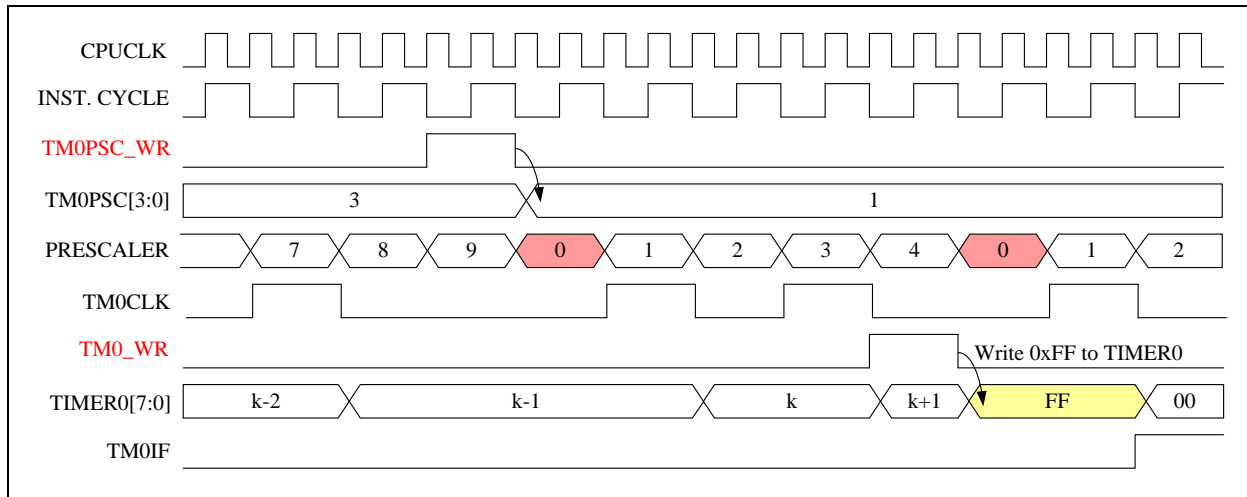 CPUCLK
INST. CYCLE
TM0PSC_WR
TM0PSC[3:0] 3 1
PRESCALER 7 8 9 0 1 2 3 4 0 1 2
TM0CLK
TM0_WR Write 0xFF to TIMER0
TIMER0[7:0] k-2 k-1 k k+1 FF 00
TM0IF